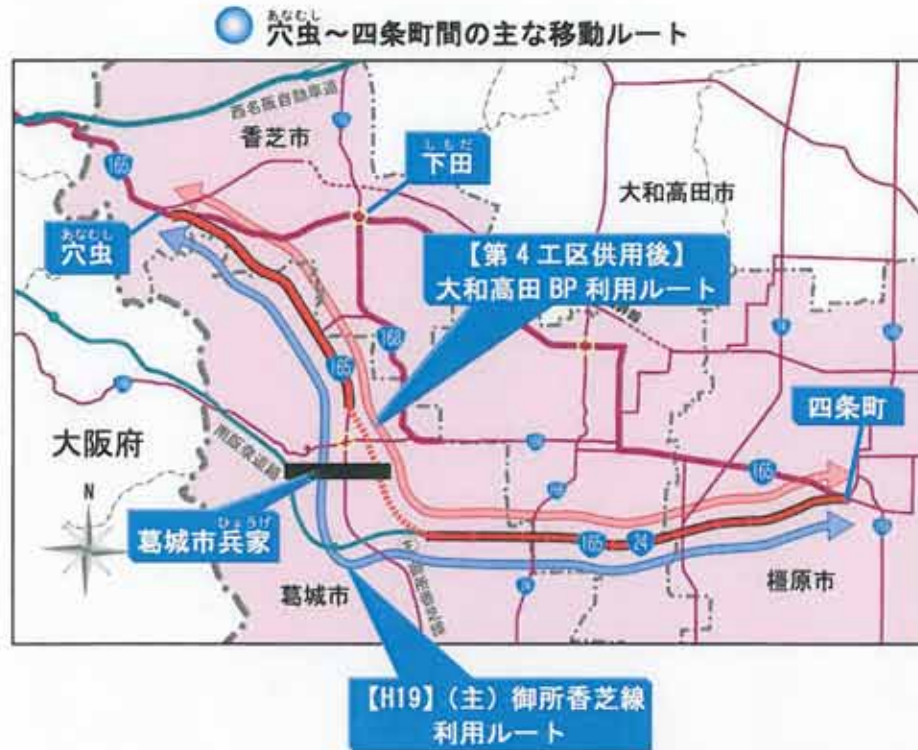 あなむし
穴虫～四条町間の主な移動ルート
西名阪自動車道
香芝市
165
しもだ
下田
大和高田市
あなむし
穴虫
【第4工区供用後】
大和高田BP利用ルート
168
165
四条町
大阪府
南阪奈道路
165
N
ひょうげ
葛城市兵家
165
24
葛城市
橿原市
【H19】（主）御所香芝線
利用ルート